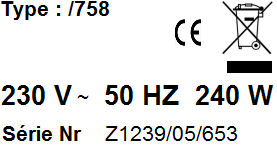 Type : /758
CE
230 V ~ 50 HZ 240 W
Série Nr Z1239/05/653